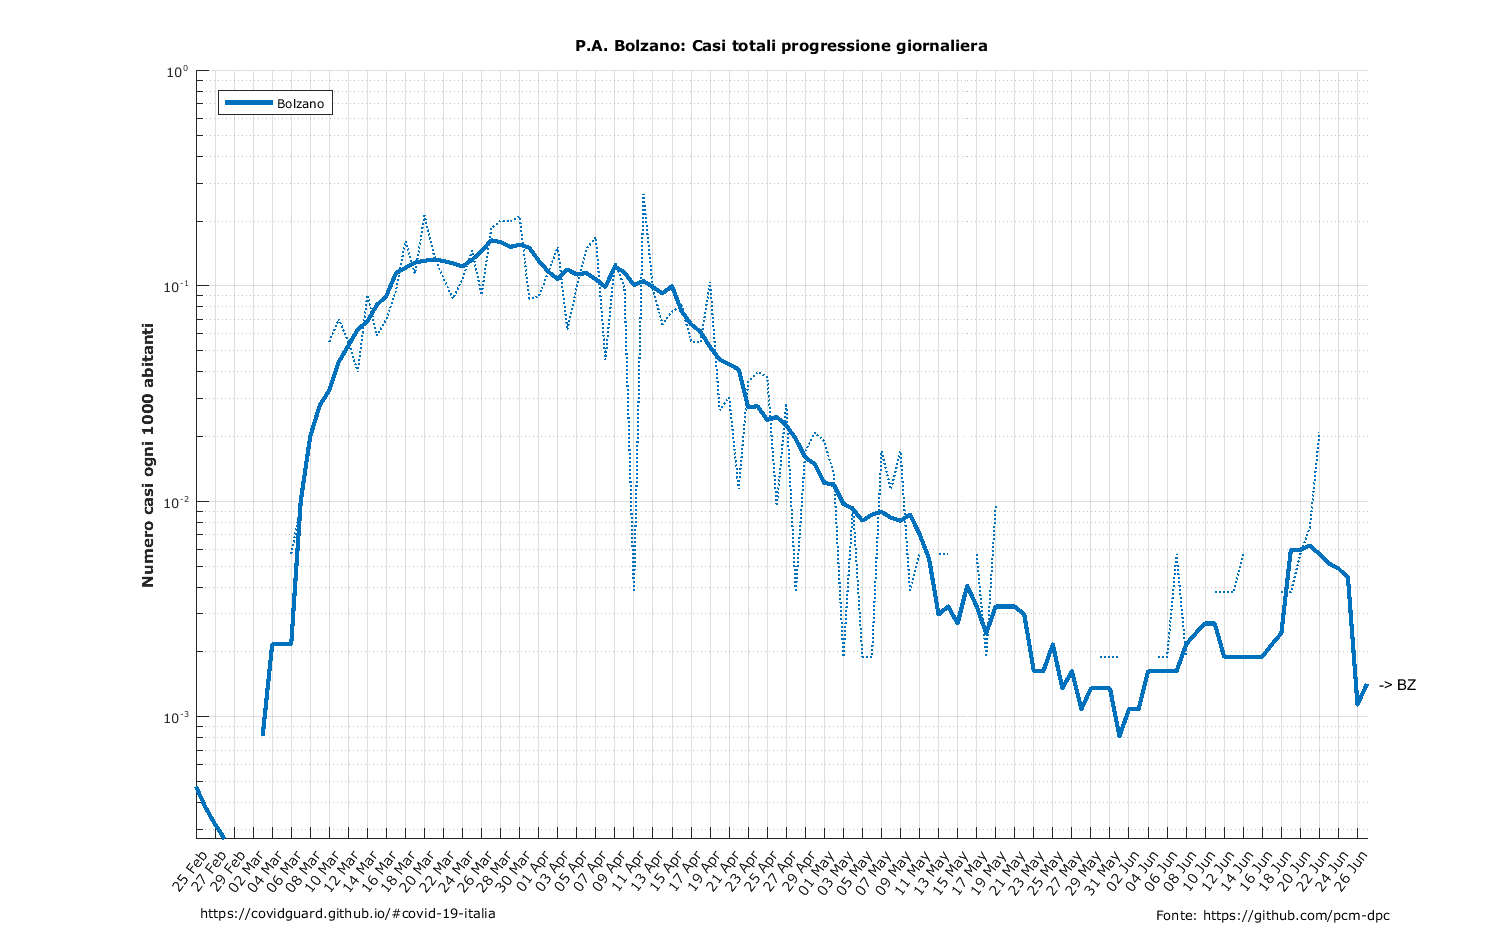 P.A. Bolzano: Casi totali progressione giornaliera
Bolzano
Numero casi ogni 1000 abitanti
10^0
10^-1
10^-2
10^-3
-> BZ
25 Feb
27 Feb
29 Feb
02 Mar
04 Mar
06 Mar
08 Mar
10 Mar
12 Mar
14 Mar
16 Mar
18 Mar
20 Mar
22 Mar
24 Mar
26 Mar
28 Mar
30 Mar
01 Apr
03 Apr
05 Apr
07 Apr
09 Apr
11 Apr
13 Apr
15 Apr
17 Apr
19 Apr
21 Apr
23 Apr
25 Apr
27 Apr
29 Apr
01 May
03 May
05 May
07 May
09 May
11 May
13 May
15 May
17 May
19 May
21 May
23 May
25 May
27 May
29 May
31 May
02 Jun
04 Jun
06 Jun
08 Jun
10 Jun
12 Jun
14 Jun
16 Jun
18 Jun
20 Jun
22 Jun
24 Jun
26 Jun
https://covidguard.github.io/#covid-19-italia
Fonte: https://github.com/pcm-dpc